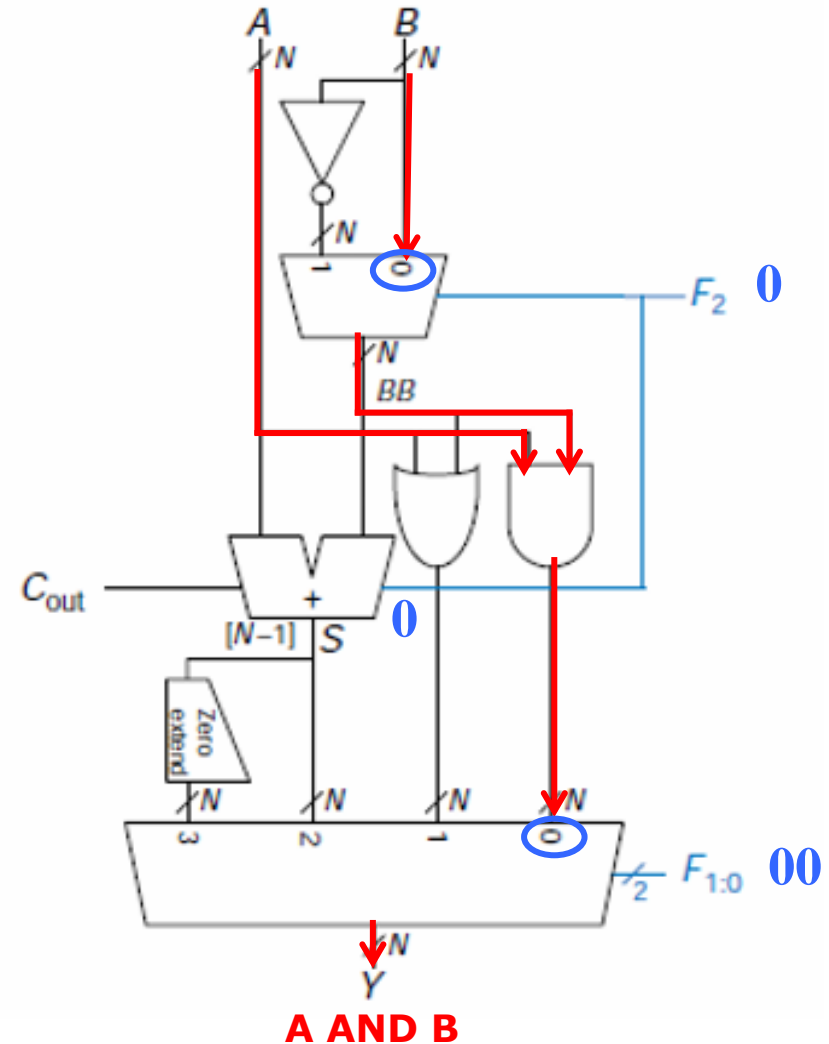 A B
N N
N
1 0
F2 0
N
BB
Cout
+
0
[N–1] S
Zero
extend
N N N N
3 2 1 0
F1:0 00
2
N
Y
A AND B